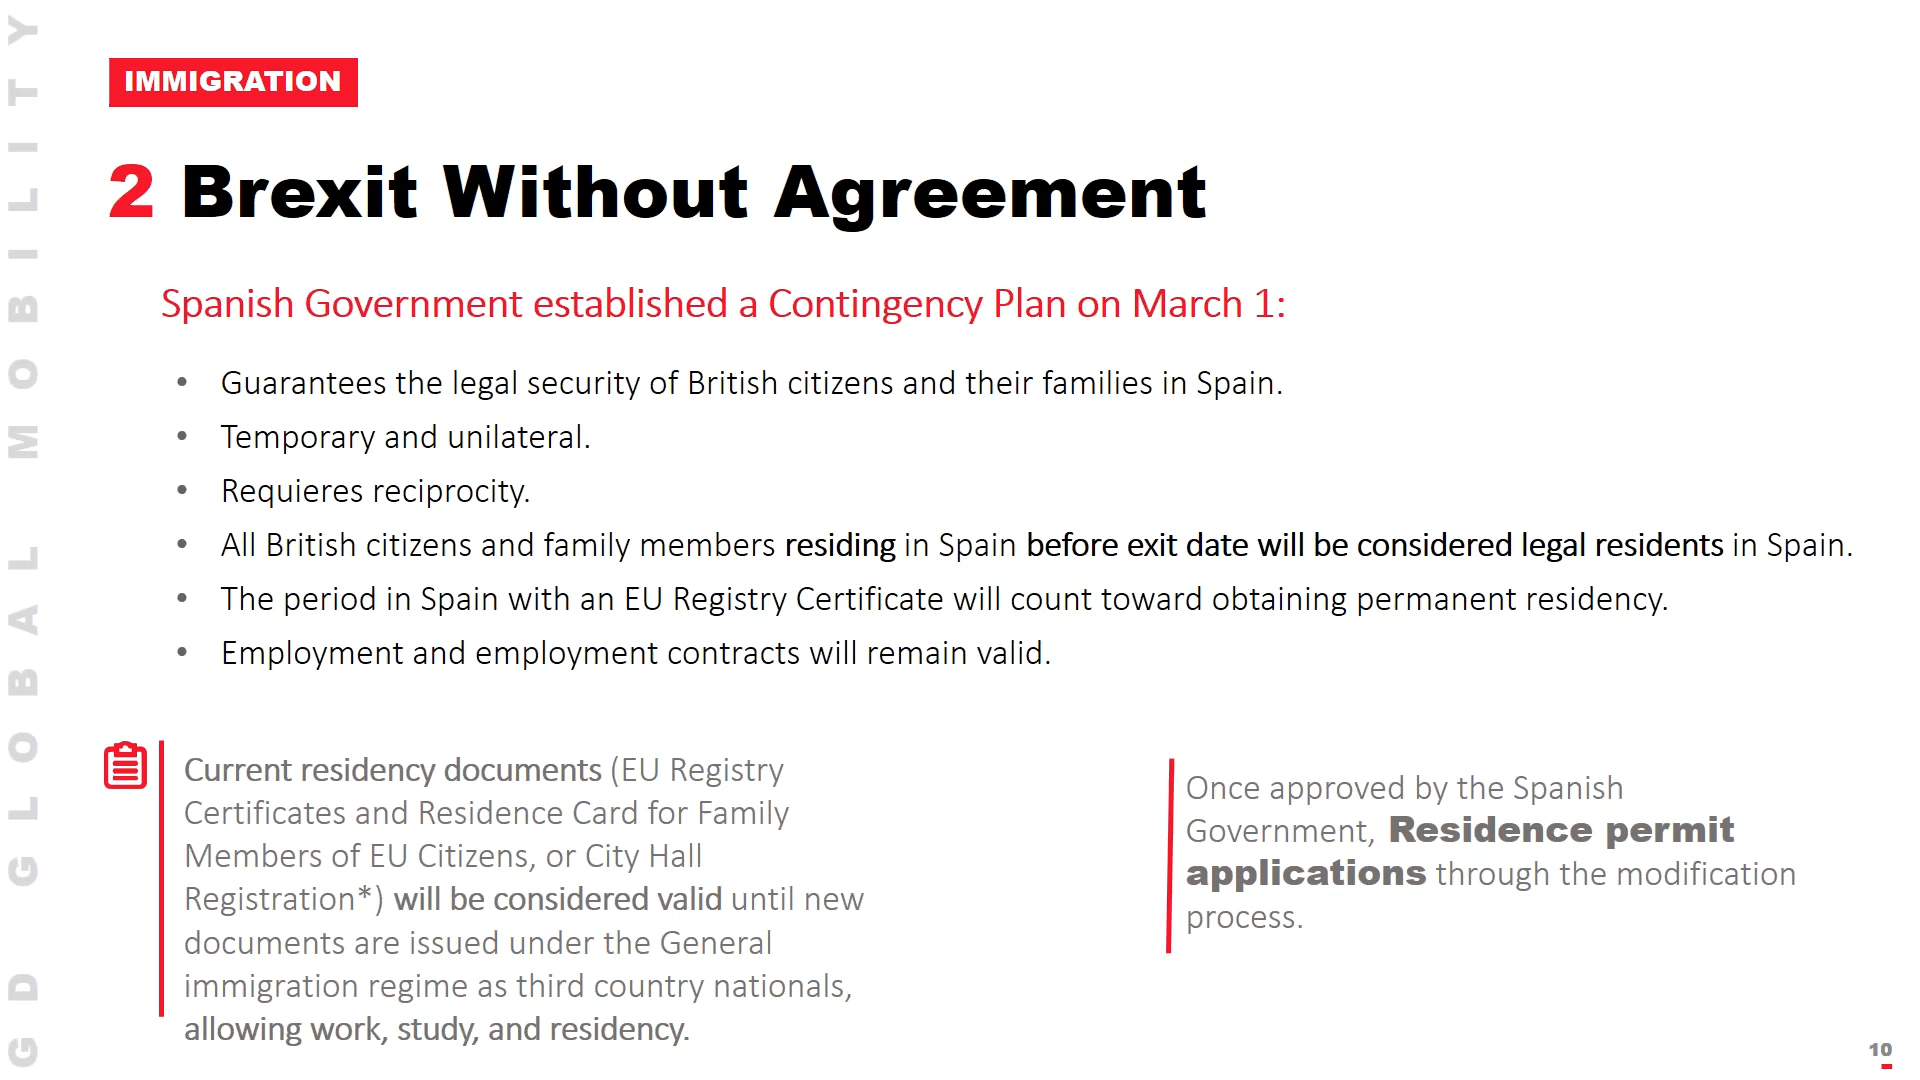 GD GLOBAL MOBILITY
IMMIGRATION
2 Brexit Without Agreement
Spanish Government established a Contingency Plan on March 1:
• Guarantees the legal security of British citizens and their families in Spain.
• Temporary and unilateral.
• Requieres reciprocity.
• All British citizens and family members residing in Spain before exit date will be considered legal residents in Spain.
• The period in Spain with an EU Registry Certificate will count toward obtaining permanent residency.
• Employment and employment contracts will remain valid.
Current residency documents (EU Registry
Certificates and Residence Card for Family
Members of EU Citizens, or City Hall
Registration*) will be considered valid until new
documents are issued under the General
immigration regime as third country nationals,
allowing work, study, and residency.
Once approved by the Spanish
Government, Residence permit
applications through the modification
process.
10